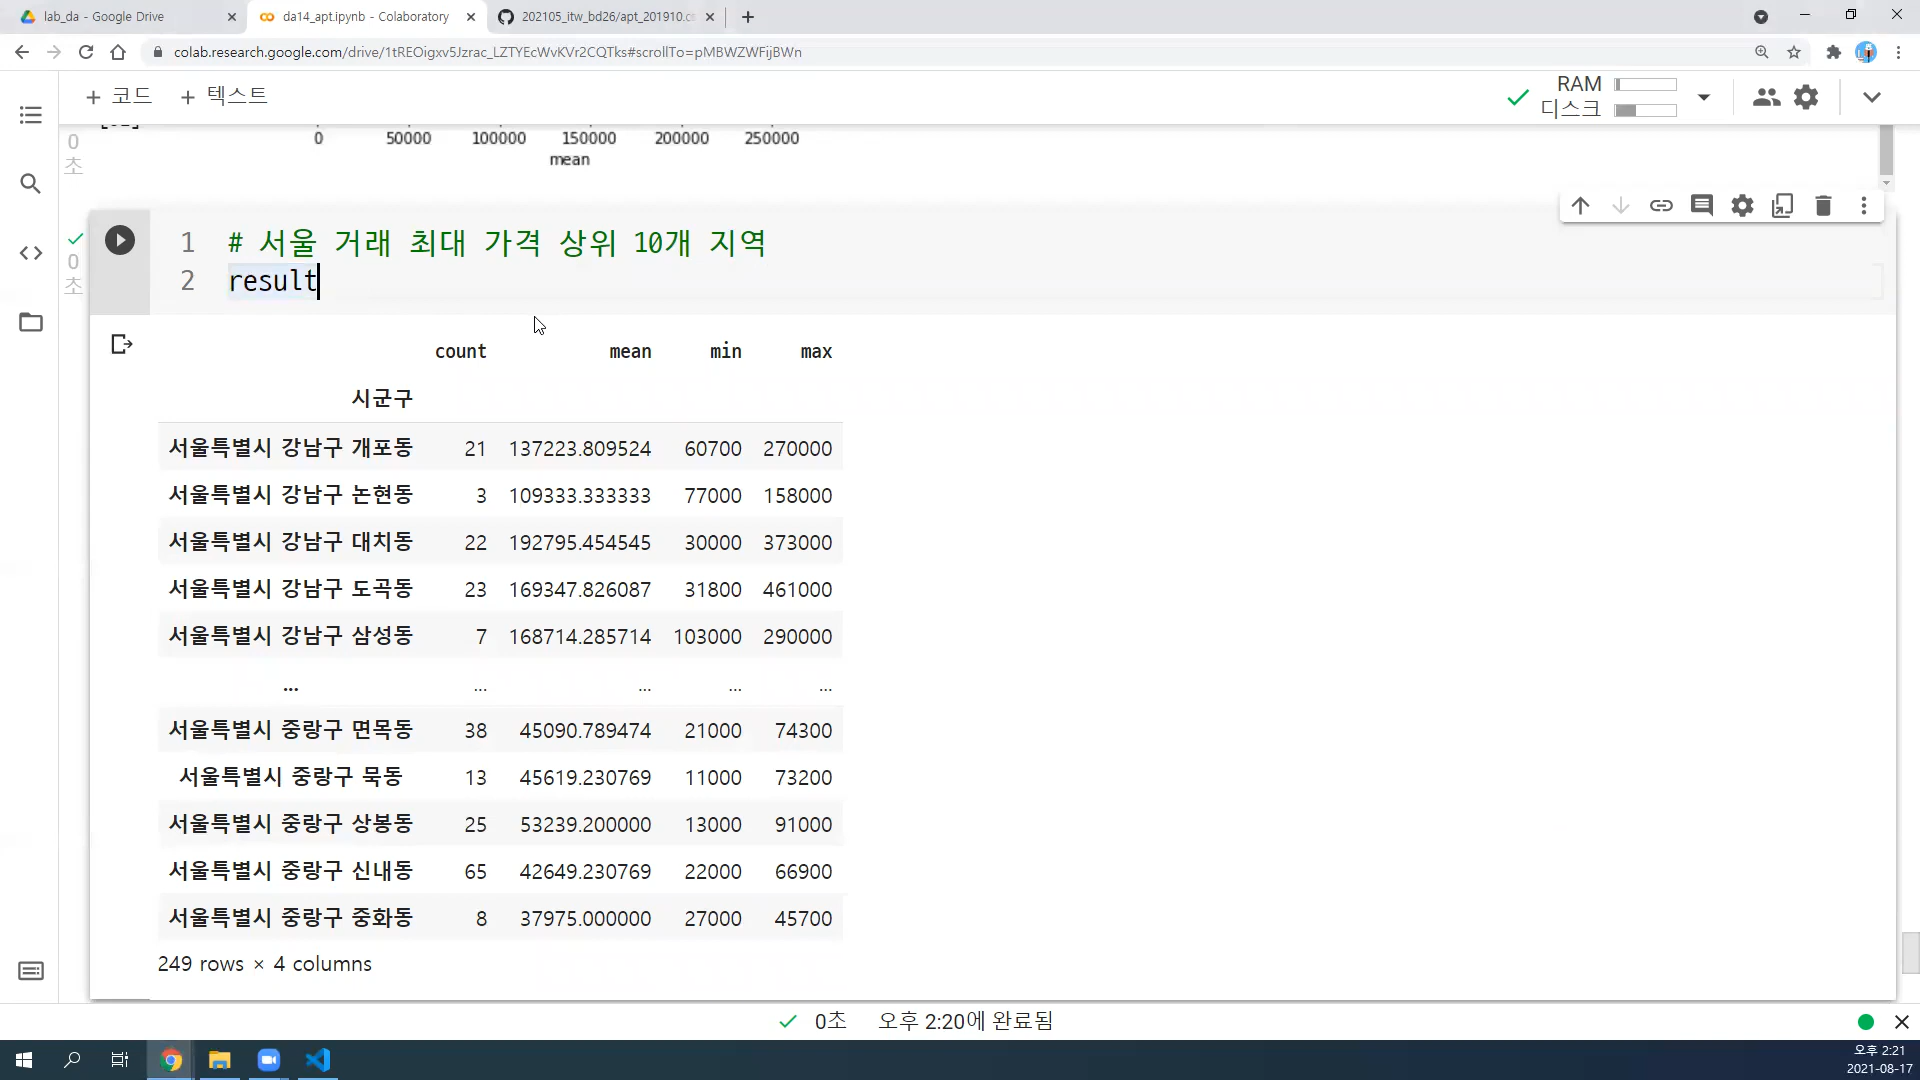 lab_da - Google Drive
da14_apt.ipynb - Colaboratory
202105_itw_bd26/apt_201910.cs
colab.research.google.com/drive/1tREOigxv5Jzrac_LZTYEcWvKVr2CQTks#scrollTo=pMBWZWFijBWn
+ 코드 + 텍스트
RAM
디스크
0
초
0 50000 100000 150000 200000 250000
mean
1 # 서울 거래 최대 가격 상위 10개 지역
2 result
0
초
count mean min max
시군구
서울특별시 강남구 개포동 21 137223.809524 60700 270000
서울특별시 강남구 논현동 3 109333.333333 77000 158000
서울특별시 강남구 대치동 22 192795.454545 30000 373000
서울특별시 강남구 도곡동 23 169347.826087 31800 461000
서울특별시 강남구 삼성동 7 168714.285714 103000 290000
... ... ... ... ...
서울특별시 중랑구 면목동 38 45090.789474 21000 74300
서울특별시 중랑구 묵동 13 45619.230769 11000 73200
서울특별시 중랑구 상봉동 25 53239.200000 13000 91000
서울특별시 중랑구 신내동 65 42649.230769 22000 66900
서울특별시 중랑구 중화동 8 37975.000000 27000 45700
249 rows × 4 columns
0초 오후 2:20에 완료됨
오후 2:21
2021-08-17